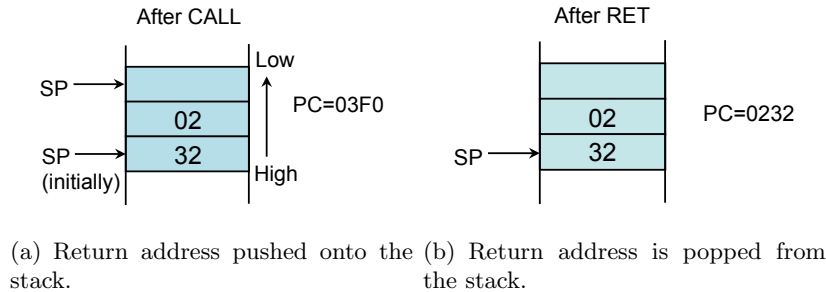 After CALL
After RET
Low
SP
PC=03F0
02
02
PC=0232
SP
32
SP
32
(initially)
High
(a) Return address pushed onto the
stack.
(b) Return address is popped from
the stack.